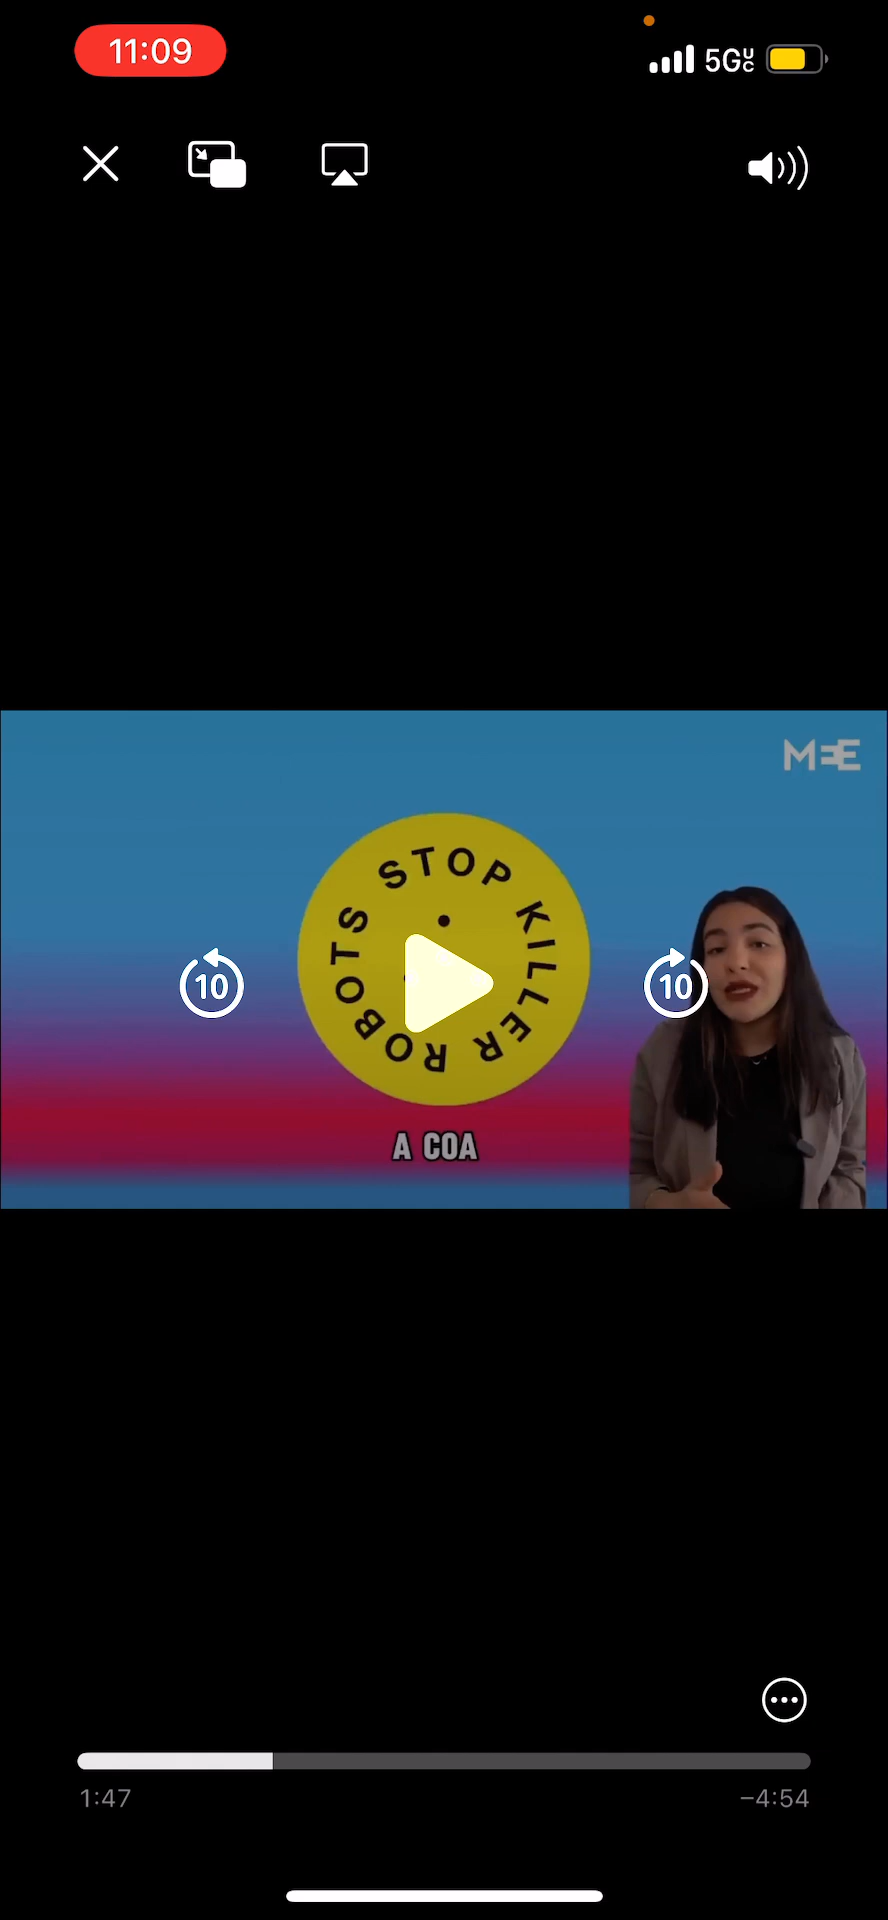 11:09
5G UC
MEE
STOP KILLER ROBOTS
10
10
A COA
1:47
−4:54